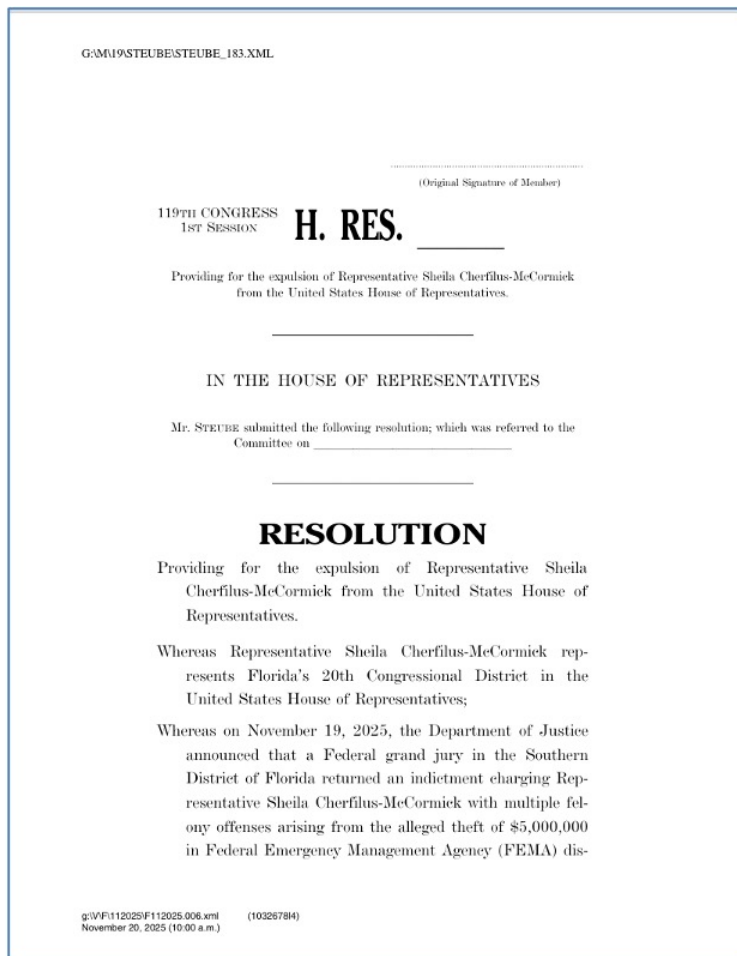 G:\M\19\STEUBE\STEUBE_183.XML
(Original Signature of Member)
119TH CONGRESS
1ST SESSION
H. RES.
Providing for the expulsion of Representative Sheila Cherfilus-McCormick
from the United States House of Representatives.
IN THE HOUSE OF REPRESENTATIVES
Mr. STEUBE submitted the following resolution; which was referred to the
Committee on
RESOLUTION
Providing for the expulsion of Representative Sheila
Cherfilus-McCormick from the United States House of
Representatives.
Whereas Representative Sheila Cherfilus-McCormick rep-
resents Florida's 20th Congressional District in the
United States House of Representatives;
Whereas on November 19, 2025, the Department of Justice
announced that a Federal grand jury in the Southern
District of Florida returned an indictment charging Rep-
resentative Sheila Cherfilus-McCormick with multiple fel-
ony offenses arising from the alleged theft of $5,000,000
in Federal Emergency Management Agency (FEMA) dis-
g:\V\F\112025\F112025.006.xml (1032678|4)
November 20, 2025 (10:00 a.m.)